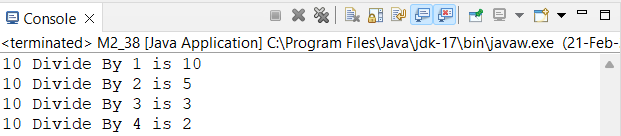 Console
<terminated> M2_38 [Java Application] C:\Program Files\Java\jdk-17\bin\javaw.exe (21-Feb-
10 Divide By 1 is 10
10 Divide By 2 is 5
10 Divide By 3 is 3
10 Divide By 4 is 2